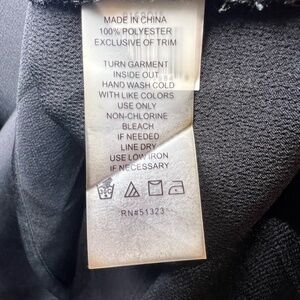 MADE IN CHINA
100% POLYESTER
EXCLUSIVE OF TRIM
TURN GARMENT
INSIDE OUT
HAND WASH COLD
WITH LIKE COLORS
USE ONLY
NON-CHLORINE
BLEACH
IF NEEDED
LINE DRY
USE LOW IRON
IF NECESSARY
RN#51323